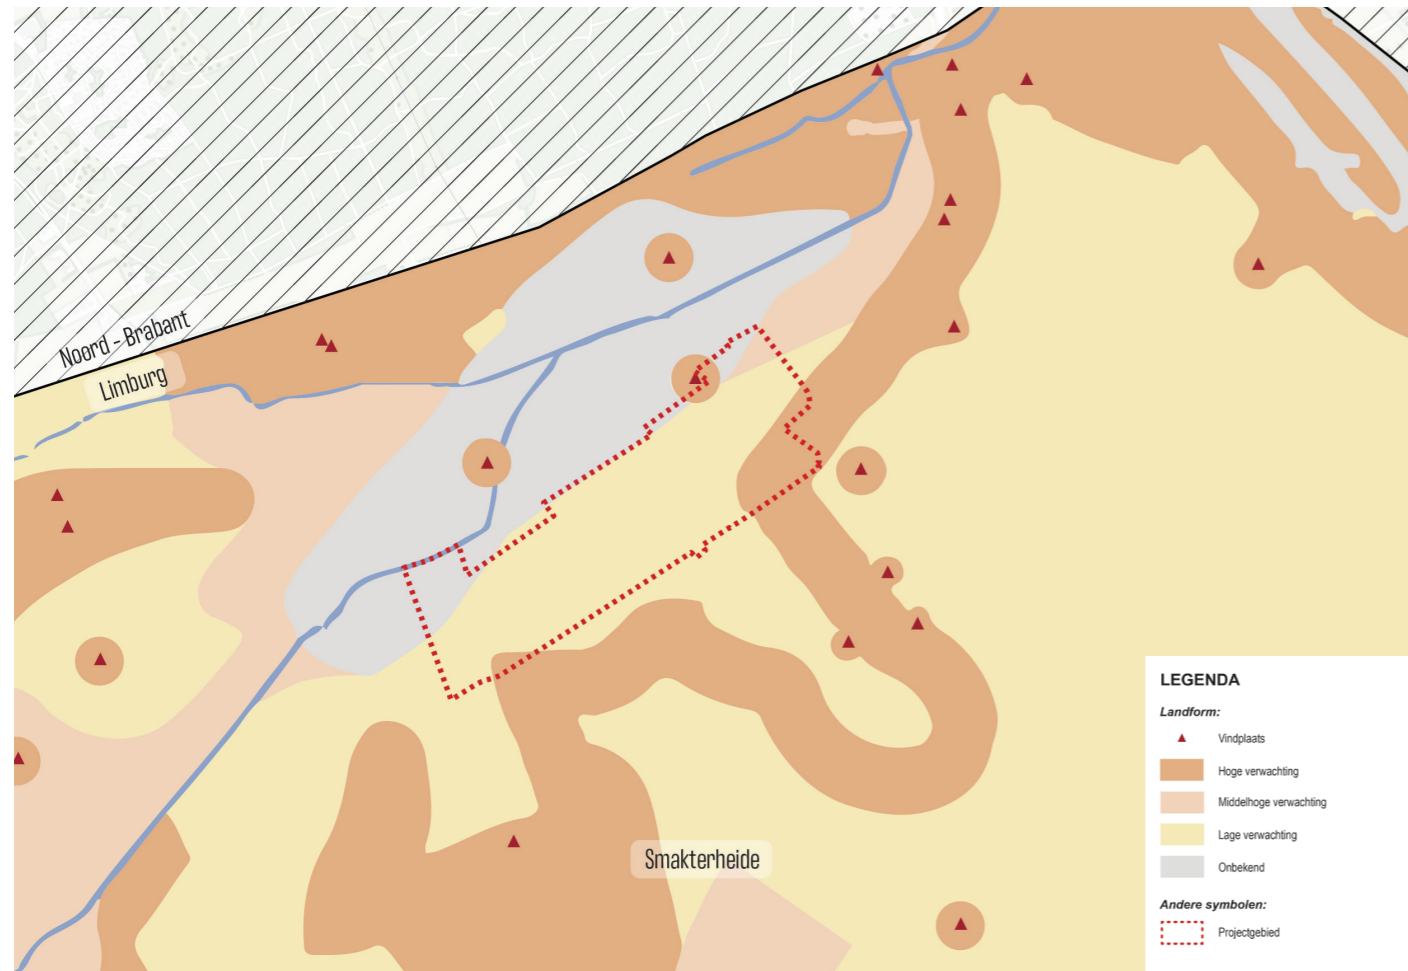 Noord - Brabant
Limburg
Smakterheide
LEGENDA
Landform:
Vindplaats
Hoge verwachting
Middelhoge verwachting
Lage verwachting
Onbekend
Andere symbolen:
Projectgebied